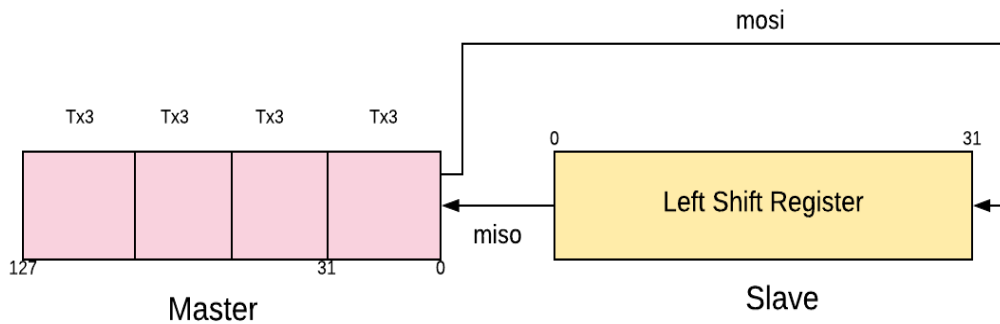 mosi
Tx3 Tx3 Tx3 Tx3
0 31
Left Shift Register
miso
127 31 0
Master
Slave